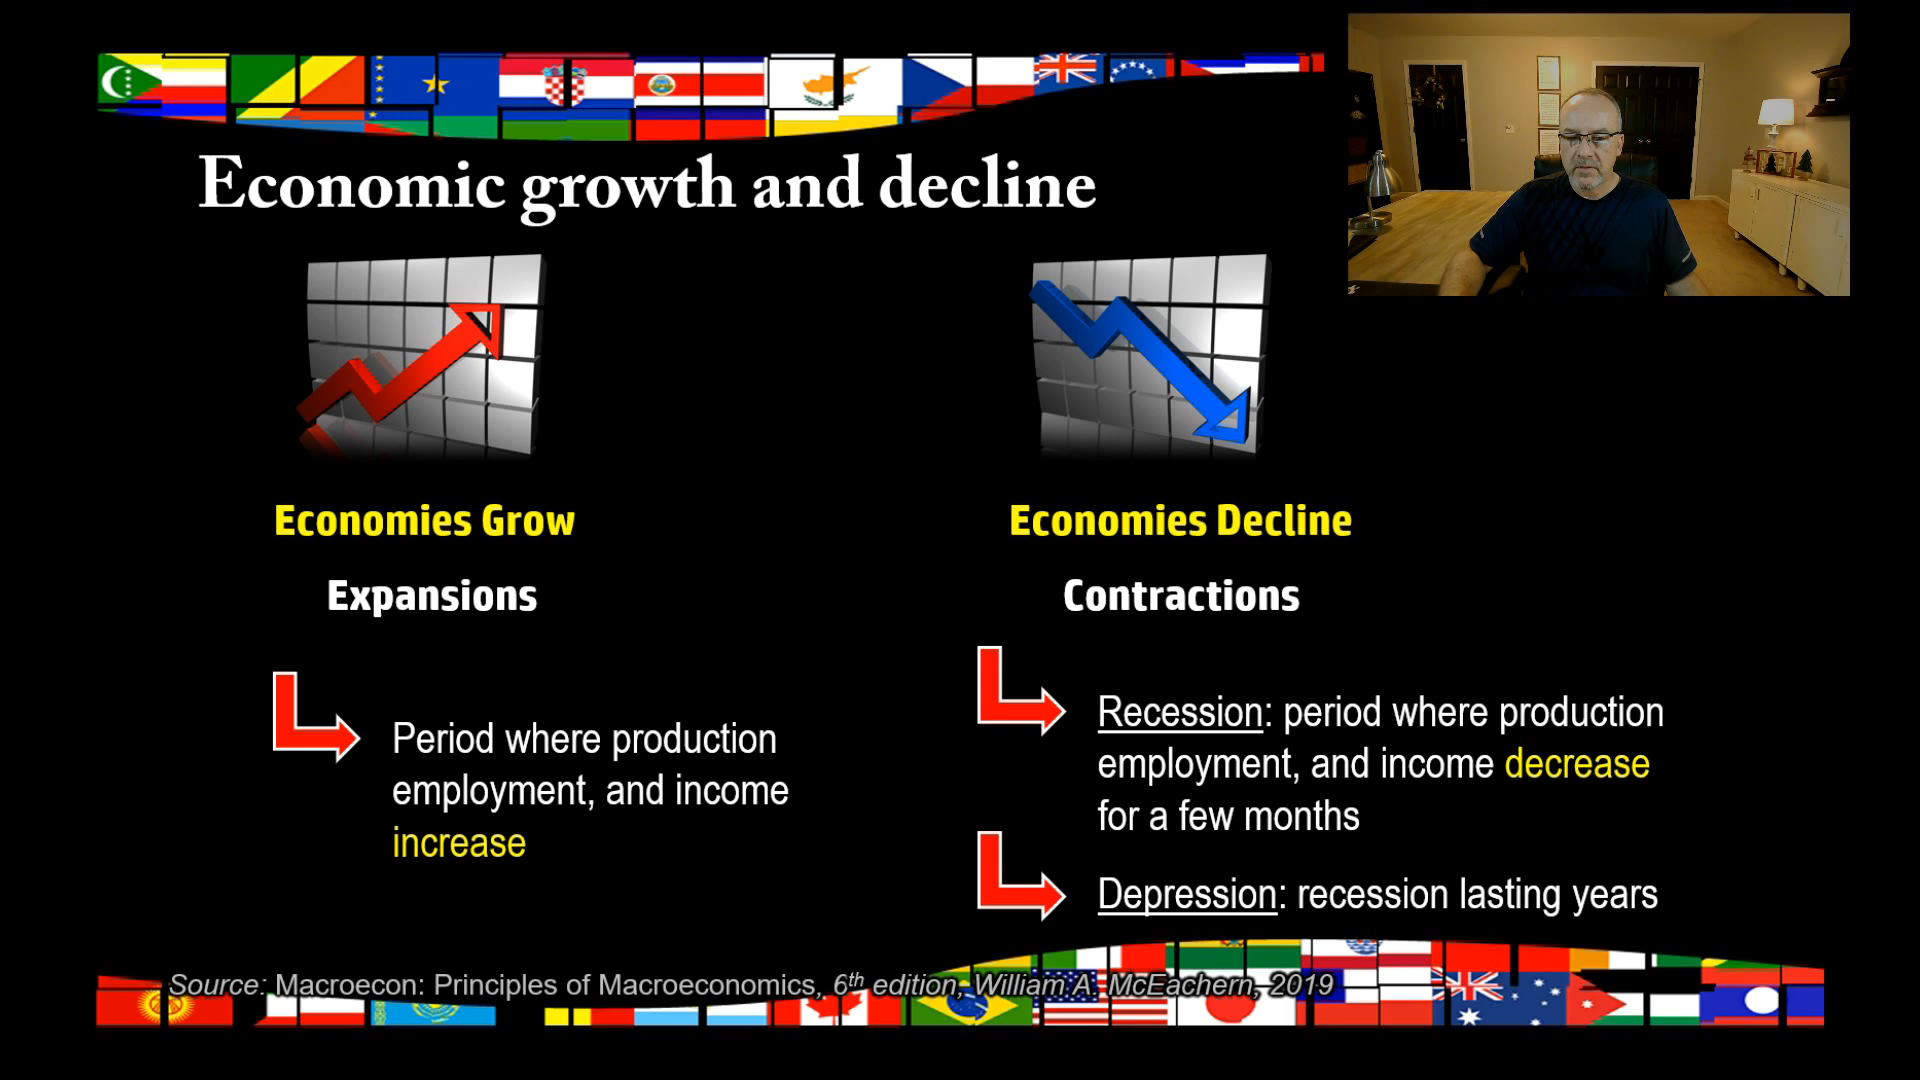 Economic growth and decline
Economies Grow
Expansions
Period where production
employment, and income
increase
Economies Decline
Contractions
Recession: period where production
employment, and income decrease
for a few months
Depression: recession lasting years
Source: Macroecon: Principles of Macroeconomics, 6th edition, William A. McEachern, 2019